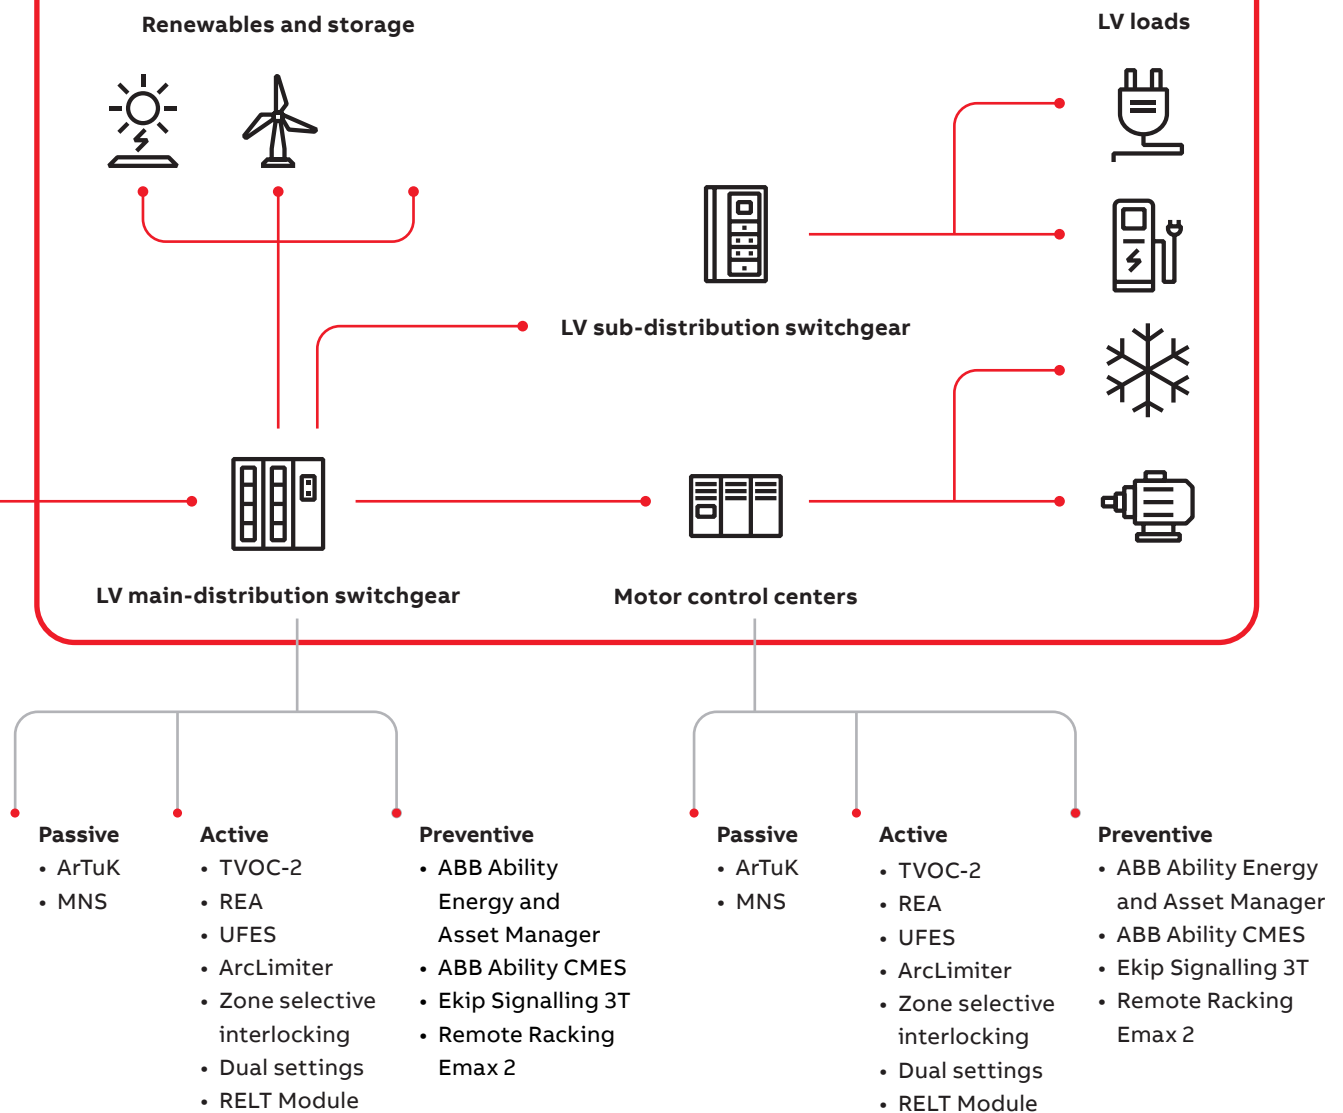 Renewables and storage
LV loads
LV sub-distribution switchgear
LV main-distribution switchgear
Motor control centers
Passive
• ArTuK
• MNS
Active
• TVOC-2
• REA
• UFES
• ArcLimiter
• Zone selective
interlocking
• Dual settings
• RELT Module
Preventive
• ABB Ability
Energy and
Asset Manager
• ABB Ability CMES
• Ekip Signalling 3T
• Remote Racking
Emax 2
Passive
• ArTuK
• MNS
Active
• TVOC-2
• REA
• UFES
• ArcLimiter
• Zone selective
interlocking
• Dual settings
• RELT Module
Preventive
• ABB Ability Energy
and Asset Manager
• ABB Ability CMES
• Ekip Signalling 3T
• Remote Racking
Emax 2